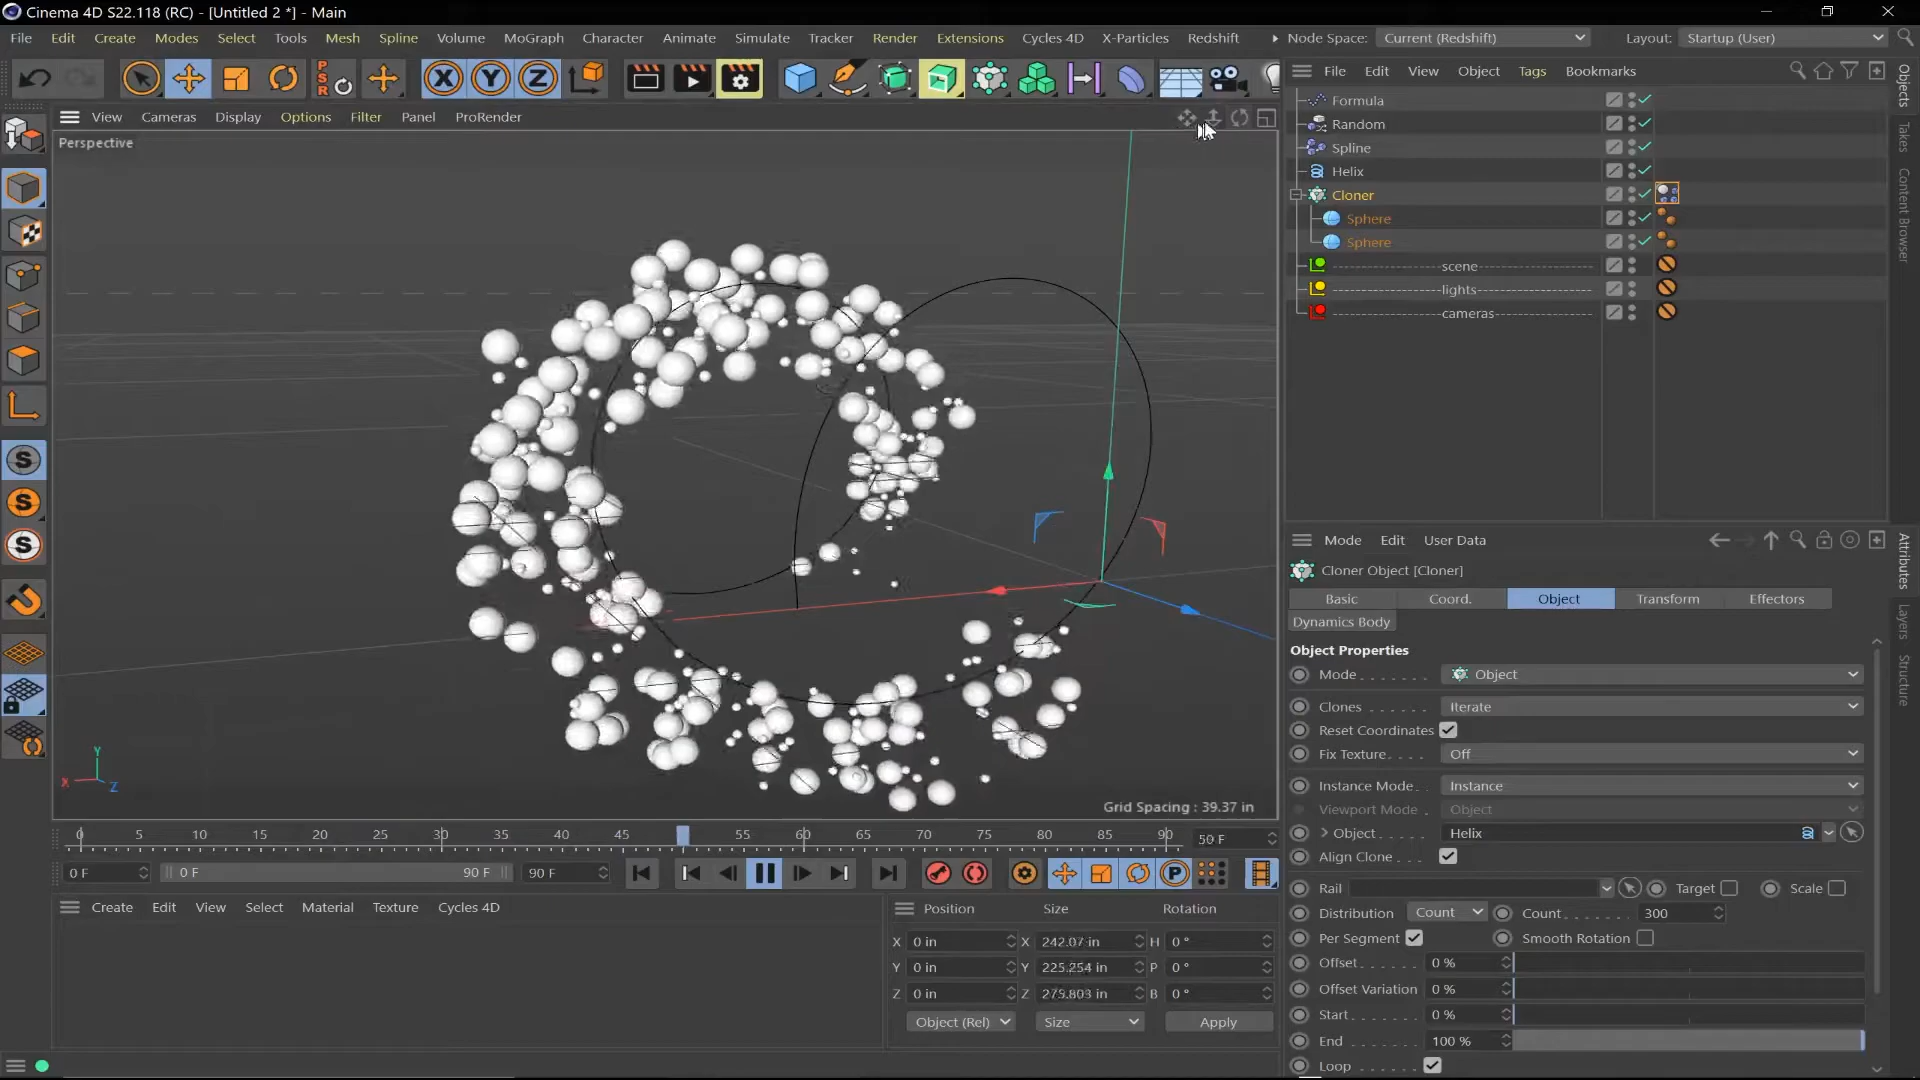 Cinema 4D S22.118 (RC) - [Untitled 2 *] - Main
File Edit Create Modes Select Tools Mesh Spline Volume MoGraph Character Animate Simulate Tracker Render Extensions Cycles 4D X-Particles Redshift Node Space: Current (Redshift) Layout: Startup (User)
PSR X Y Z
File Edit View Object Tags Bookmarks
View Cameras Display Options Filter Panel ProRender
Perspective
Formula
Random
Spline
Helix
Cloner
Sphere
Sphere
scene
lights
cameras
Objects
Takes
Content Browser
S
S
S
Y
X
Z
Grid Spacing : 39.37 in
Mode Edit User Data
Cloner Object [Cloner]
Basic Coord. Object Transform Effectors
Dynamics Body
Object Properties
Mode Object
Clones Iterate
Reset Coordinates
Fix Texture Off
Instance Mode Instance
Viewport Mode Object
Object Helix
Align Clone
Rail Target Scale
Distribution Count Count 300
Per Segment Smooth Rotation
Offset 0 %
Offset Variation 0 %
Start 0 %
End 100 %
Loop
Attributes
Layers
Structure
0 5 10 15 20 25 30 35 40 45 55 60 65 70 75 80 85 90 50 F
0 F 0 F 90 F 90 F P
Create Edit View Select Material Texture Cycles 4D
Position Size Rotation
X 0 in X 242.07 in H 0 °
Y 0 in Y 225.254 in P 0 °
Z 0 in Z 275.803 in B 0 °
Object (Rel) Size Apply